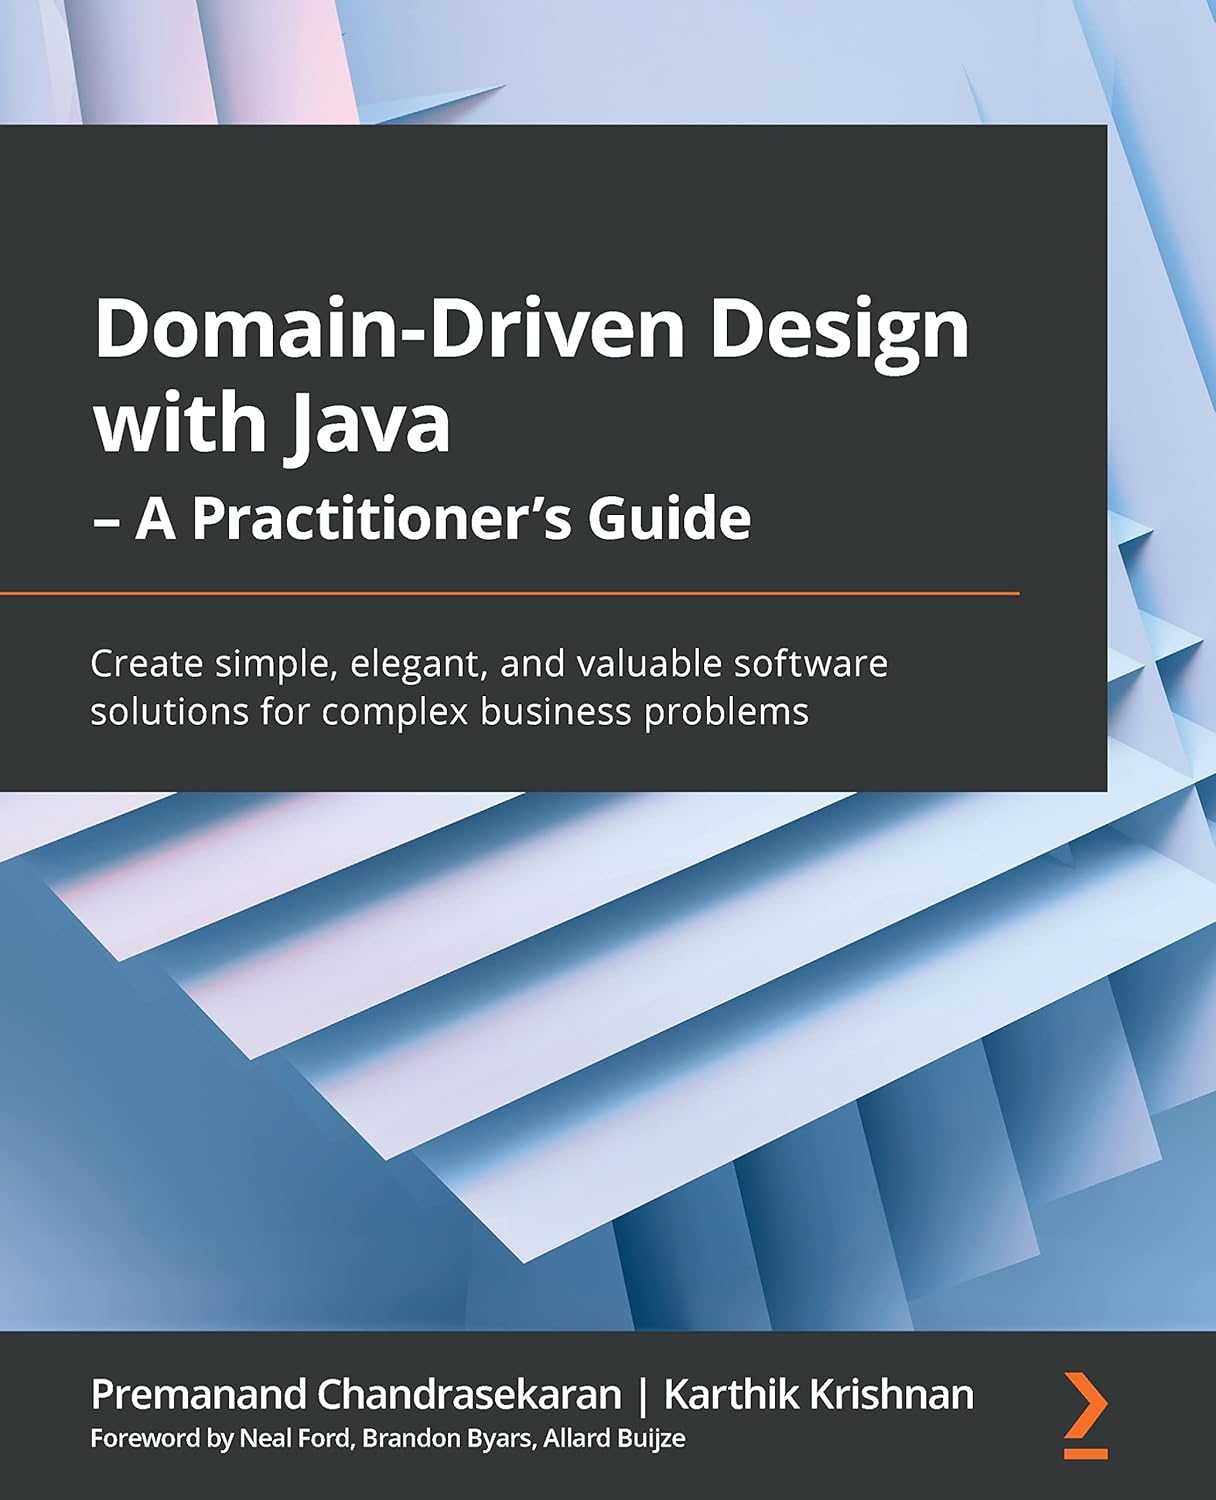 Domain-Driven Design
with Java
– A Practitioner’s Guide
Create simple, elegant, and valuable software
solutions for complex business problems
Premanand Chandrasekaran | Karthik Krishnan
Foreword by Neal Ford, Brandon Byars, Allard Buijze